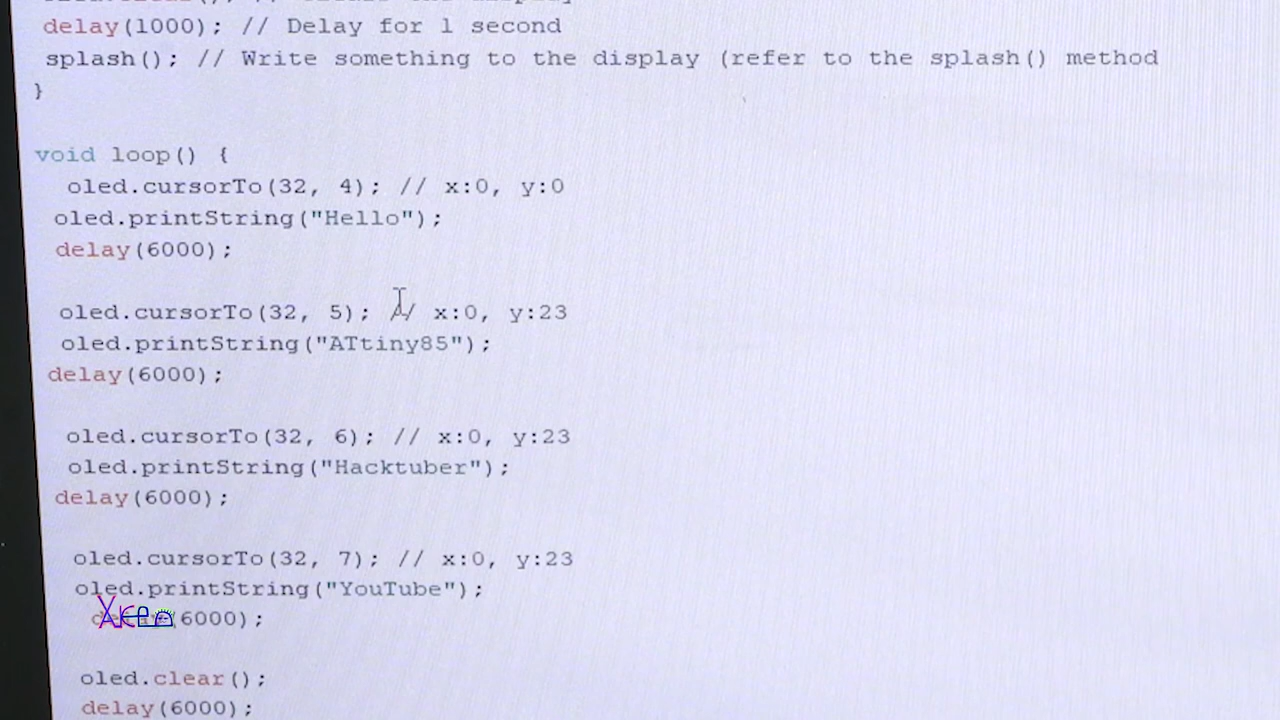 delay(1000); // Delay for 1 second
splash(); // Write something to the display (refer to the splash() method
}
void loop() {
oled.cursorTo(32, 4); // x:0, y:0
oled.printString("Hello");
delay(6000);
oled.cursorTo(32, 5); // x:0, y:23
oled.printString("ATtiny85");
delay(6000);
oled.cursorTo(32, 6); // x:0, y:23
oled.printString("Hacktuber");
delay(6000);
oled.cursorTo(32, 7); // x:0, y:23
oled.printString("YouTube");
(6000);
oled.clear();
delay(6000);